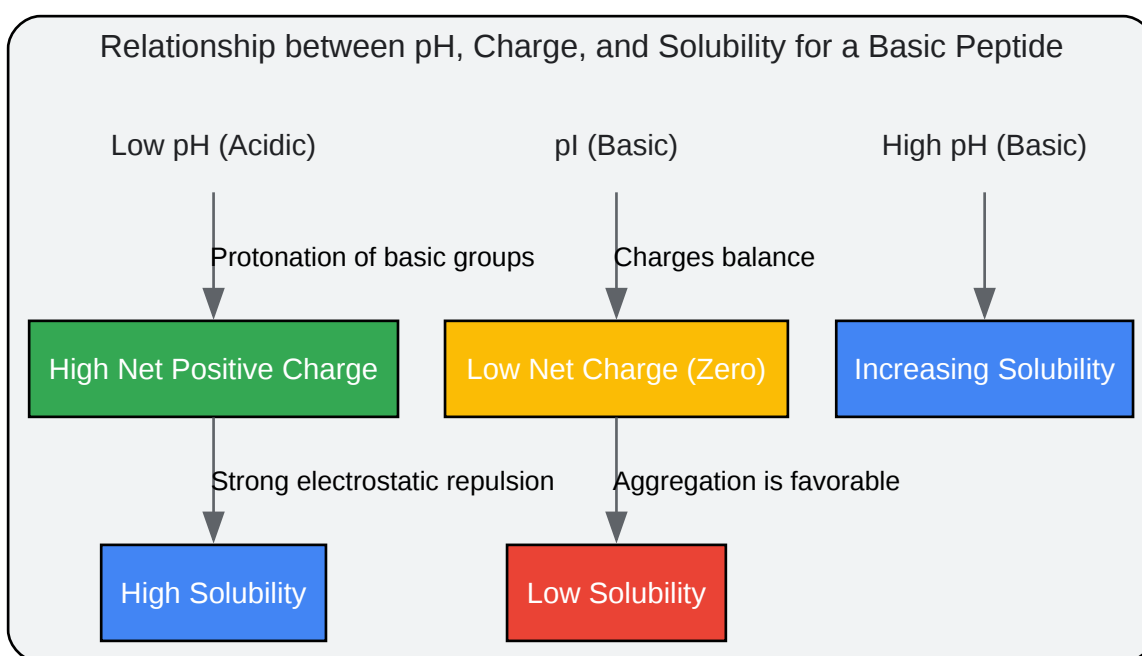 Relationship between pH, Charge, and Solubility for a Basic Peptide
Low pH (Acidic)
pI (Basic)
High pH (Basic)
Protonation of basic groups
Charges balance
High Net Positive Charge
Low Net Charge (Zero)
Increasing Solubility
Strong electrostatic repulsion
Aggregation is favorable
High Solubility
Low Solubility